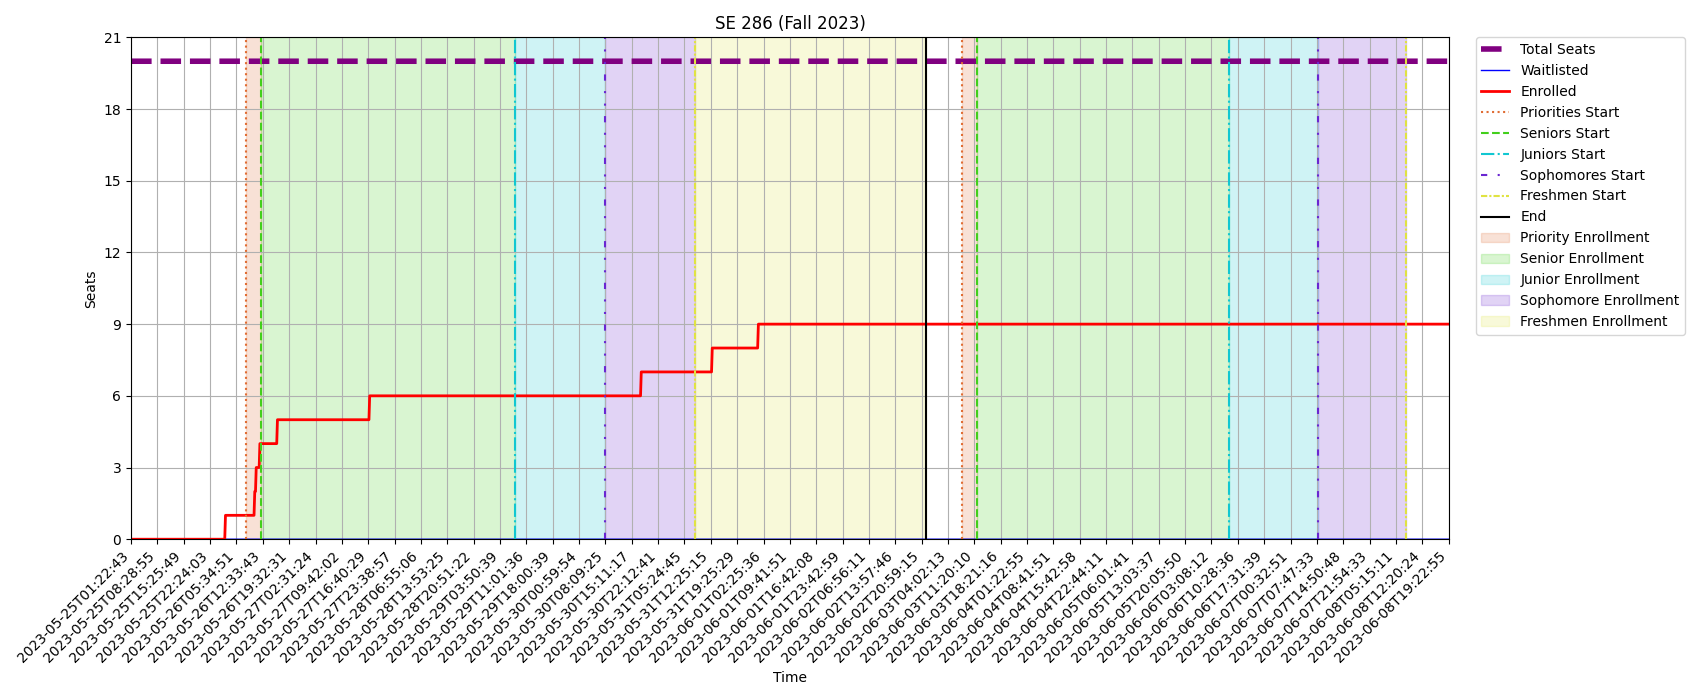 SE 286 (Fall 2023)
21
18
15
12
9
6
3
0
Seats
2023-05-25T01:22:43
2023-05-25T08:28:55
2023-05-25T15:25:49
2023-05-25T22:24:03
2023-05-26T05:34:51
2023-05-26T12:33:43
2023-05-26T19:32:31
2023-05-27T02:31:24
2023-05-27T09:42:02
2023-05-27T16:40:29
2023-05-27T23:38:57
2023-05-28T06:55:06
2023-05-28T13:53:25
2023-05-28T20:51:22
2023-05-29T03:50:39
2023-05-29T11:01:36
2023-05-29T18:00:39
2023-05-30T00:59:54
2023-05-30T08:09:25
2023-05-30T15:11:17
2023-05-30T22:12:41
2023-05-31T05:24:45
2023-05-31T12:25:15
2023-05-31T19:25:29
2023-06-01T02:25:36
2023-06-01T09:41:51
2023-06-01T16:42:08
2023-06-01T23:42:59
2023-06-02T06:56:11
2023-06-02T13:57:46
2023-06-02T20:59:15
2023-06-03T04:02:13
2023-06-03T11:20:10
2023-06-03T18:21:16
2023-06-04T01:22:55
2023-06-04T08:41:51
2023-06-04T15:42:58
2023-06-04T22:44:11
2023-06-05T06:01:41
2023-06-05T13:03:37
2023-06-05T20:05:50
2023-06-06T03:08:12
2023-06-06T10:28:36
2023-06-06T17:31:39
2023-06-07T00:32:51
2023-06-07T07:47:33
2023-06-07T14:50:48
2023-06-07T21:54:33
2023-06-08T05:15:11
2023-06-08T12:20:24
2023-06-08T19:22:55
Time
Total Seats
Waitlisted
Enrolled
Priorities Start
Seniors Start
Juniors Start
Sophomores Start
Freshmen Start
End
Priority Enrollment
Senior Enrollment
Junior Enrollment
Sophomore Enrollment
Freshmen Enrollment